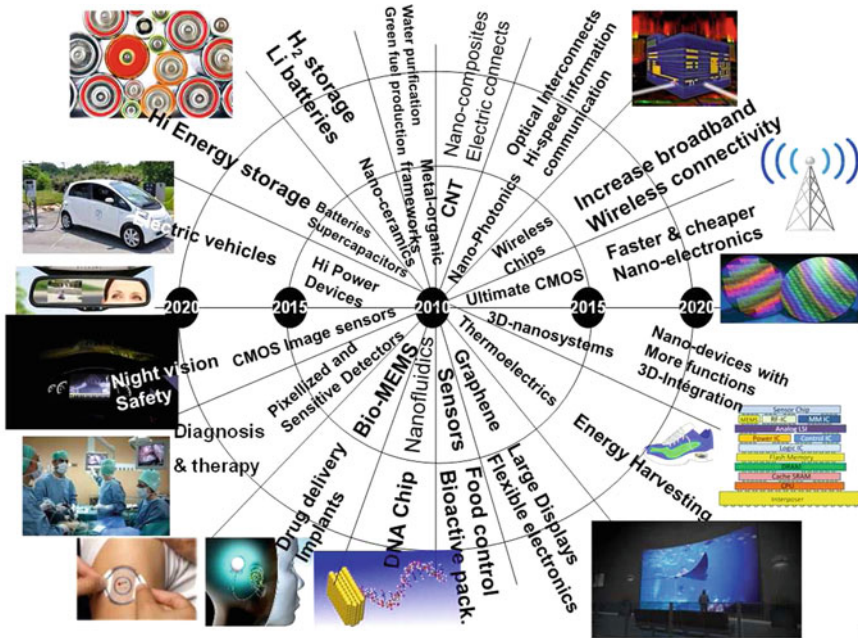 Water purification
Green fuel production
H2 storage
Li batteries
Nano-composites
Electric connects
Optical Interconnects
Hi-speed information
communication
Hi Energy storage
Increase broadband
Wireless connectivity
Metal-organic
frameworks
CNT
Nano-ceramics
Nano-Photonics
Batteries
Supercapacitors
Wireless
Chips
Electric vehicles
Faster & cheaper
Nano-electronics
Hi Power
Devices
Ultimate CMOS
2020
2015
2010
2015
2020
CMOS Image sensors
3D-nanosystems
Night vision
Safety
Pixellized and
Sensitive Detectors
Thermoelectrics
Nano-devices with
More functions
3D-Intégration
Bio-MEMS
Nanofluidics
Sensors
Graphene
Diagnosis
& therapy
Energy Harvesting
Drug delivery
Implants
DNA Chip
Food control
Bioactive pack.
Large Displays
Flexible electronics
Sensor Chip
MEMS
RF-IC
MM IC
Analog LSI
Power IC
Control IC
Logic IC
Flash Memory
DRAM
Cache SRAM
CPU
Interposer